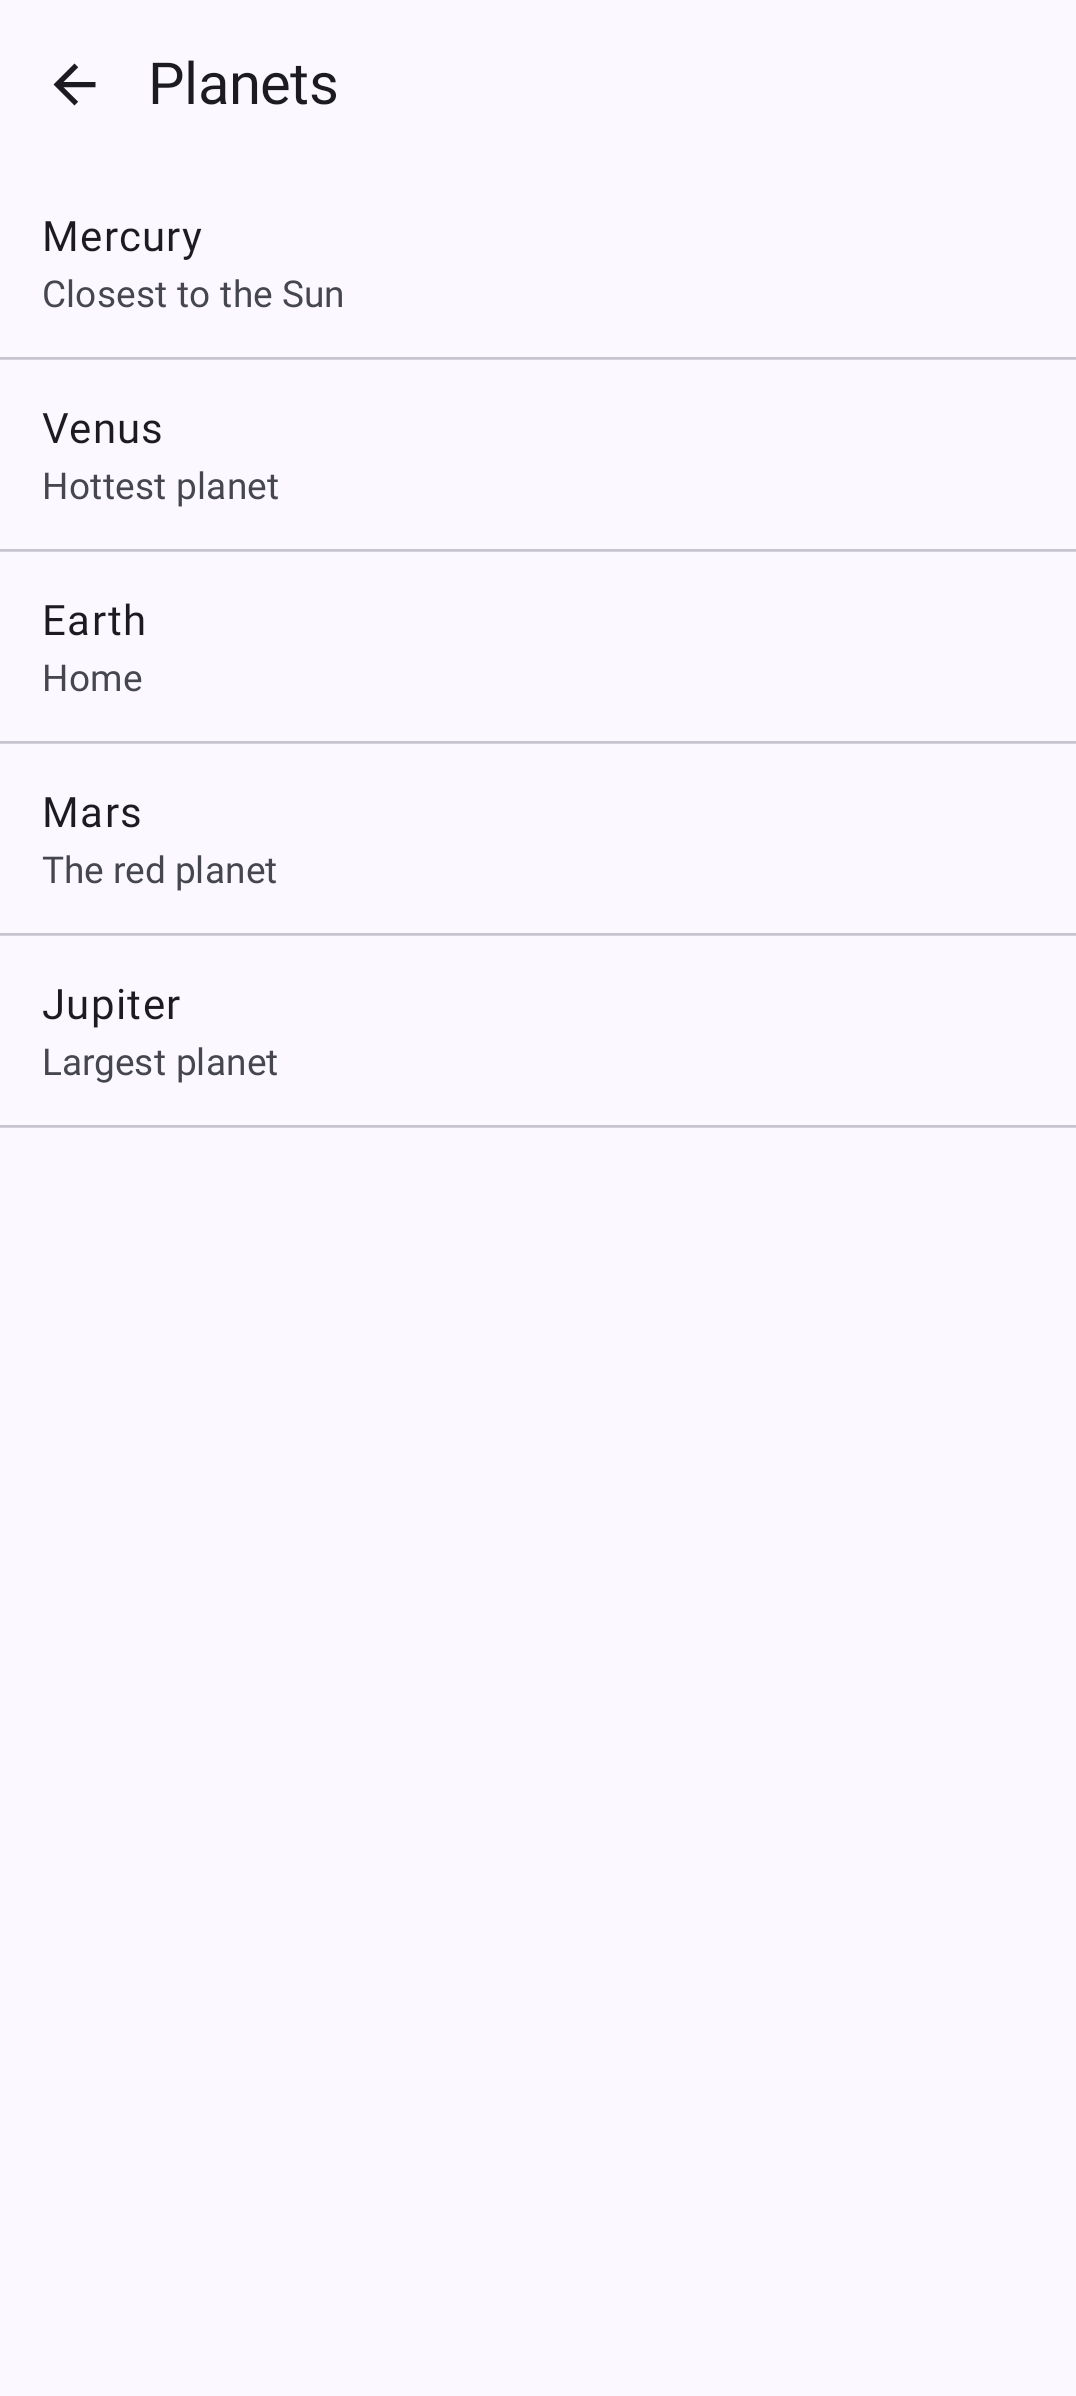 Planets
Mercury
Closest to the Sun
Venus
Hottest planet
Earth
Home
Mars
The red planet
Jupiter
Largest planet